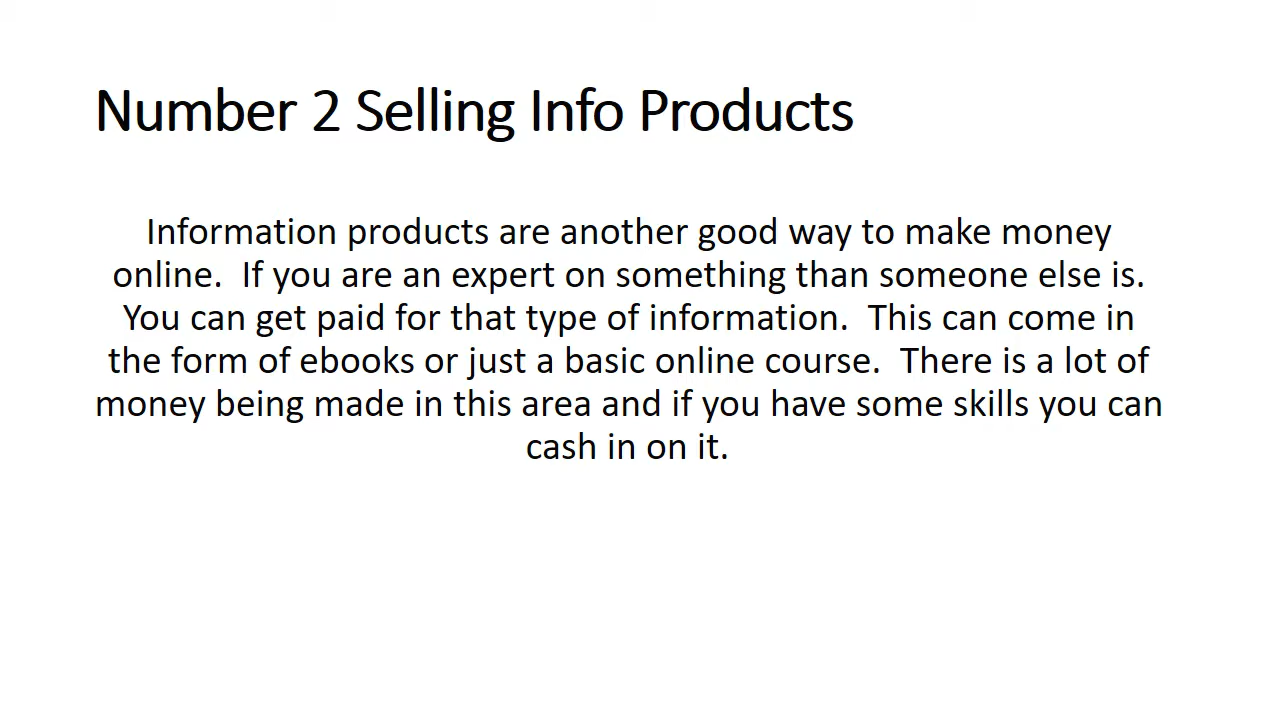 Number 2 Selling Info Products
Information products are another good way to make money
online.  If you are an expert on something than someone else is.
You can get paid for that type of information.  This can come in
the form of ebooks or just a basic online course.  There is a lot of
money being made in this area and if you have some skills you can
cash in on it.